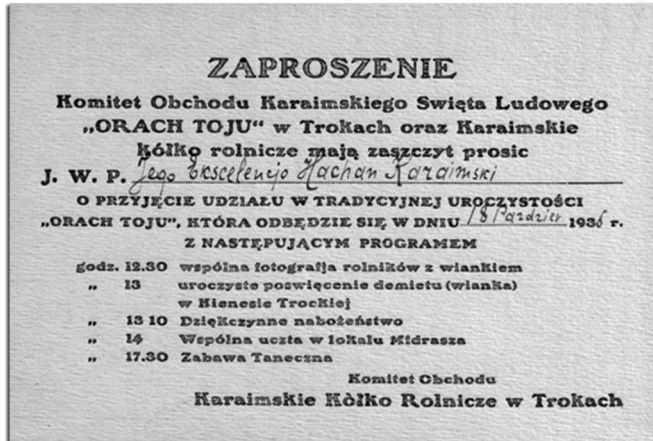 ZAPROSZENIE
Komitet Obchodu Karaimskiego Swięta Ludowego
„ORACH TOJU“ w Trokach oraz Karaimskie
kółko rolnicze mają zaszczyt prosic
J. W. P. Jego Ekscelencjo Hachan Karaimski
O PRZYJĘCIE UDZIAŁU W TRADYCYJNEJ UROCZYSTOŚCI
„ORACH TOJU“, KTÓRA ODBĘDZIE SIĘ W DNIU 18 Paździer. 1936 r.
Z NASTĘPUJĄCYM PROGRAMEM
godz. 12.30 wspólna fotografja rolników z wiankiem
„ 13 uroczyste poswięcenie demietu (wianka)
w Kienesie Trockiej
„ 13 10 Dziękczynne nabożeństwo
„ 14 Wspólna uczta w lokalu Midrasza
„ 17.30 Zabawa Taneczna
Komitet Obchodu
Karaimskie Kòłko Rolnicze w Trokach